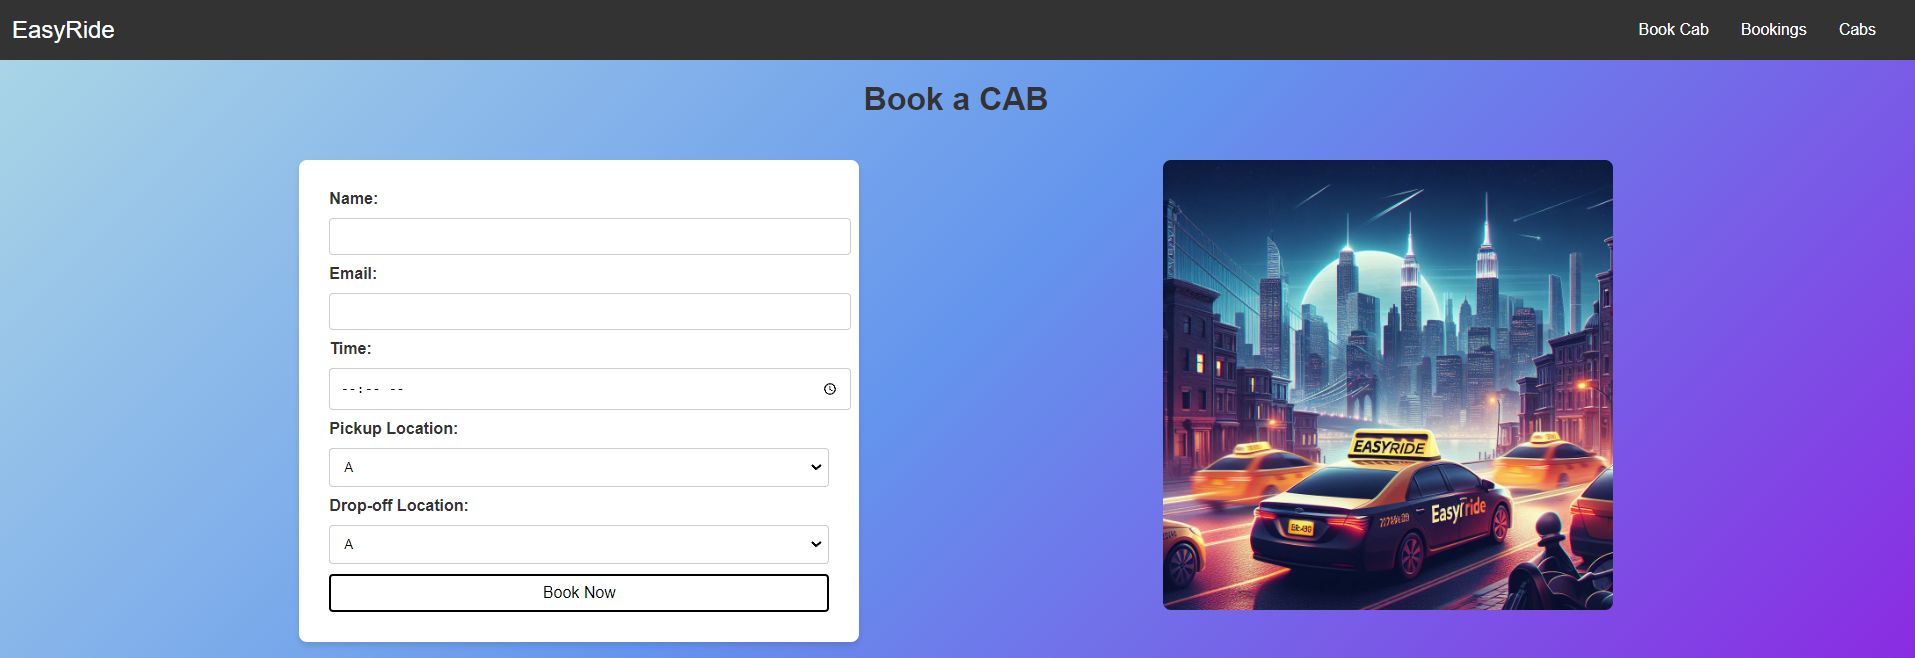 EasyRide
Book Cab Bookings Cabs
Book a CAB
Name:
Email:
Time:
--:-- --
Pickup Location:
A
Drop-off Location:
A
Book Now
EASYRIDE
Easyride